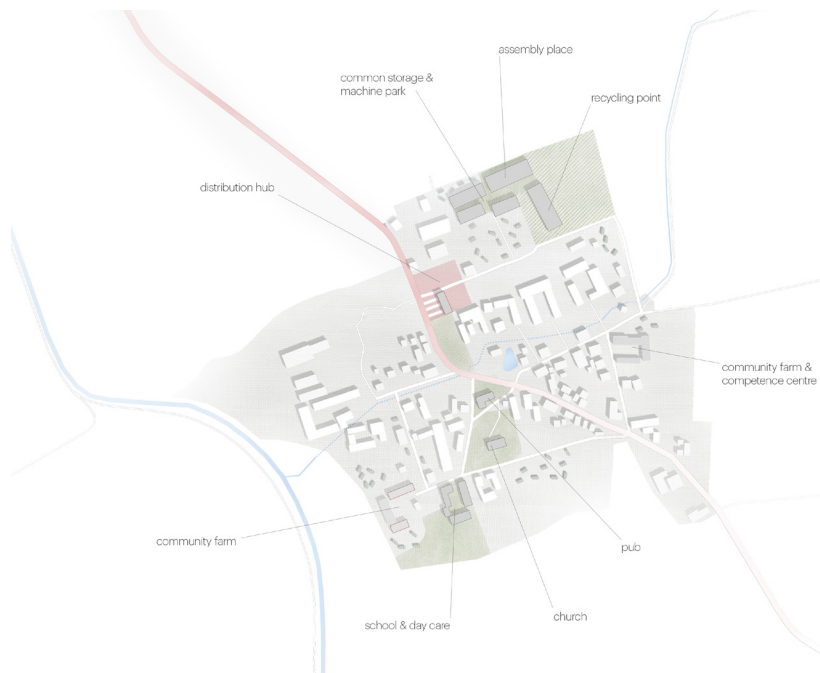 assembly place
common storage &
machine park
recycling point
distribution hub
community farm &
competence centre
community farm
pub
church
school & day care